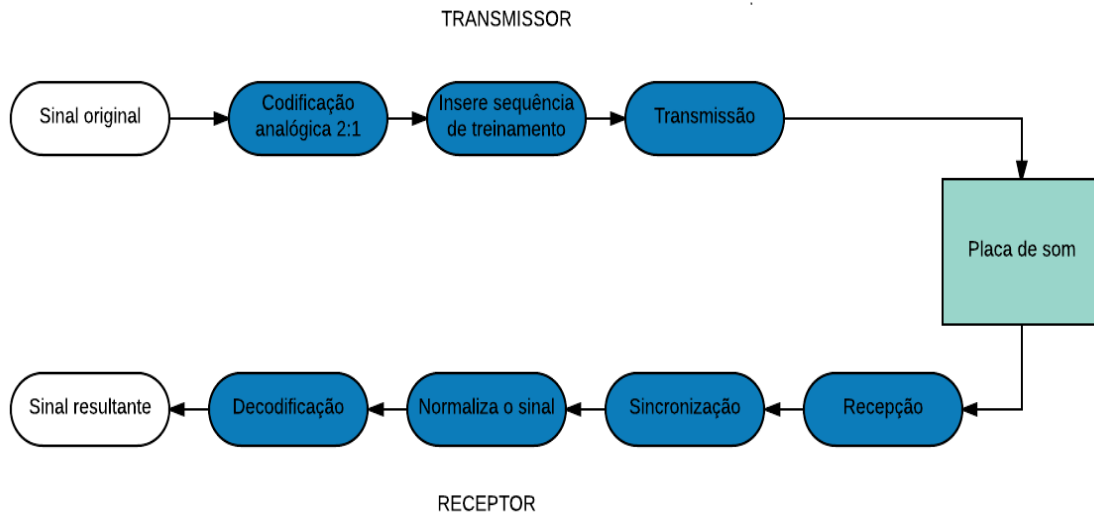 TRANSMISSOR
Sinal original
Codificação
analógica 2:1
Insere sequência
de treinamento
Transmissão
Placa de som
Sinal resultante
Decodificação
Normaliza o sinal
Sincronização
Recepção
RECEPTOR